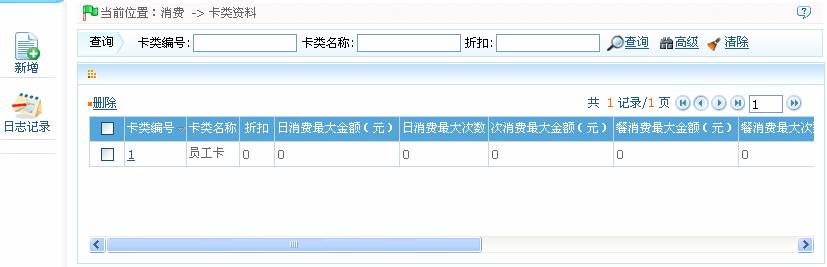 当前位置：消费 -> 卡类资料
新增
日志记录
查询 卡类编号: 卡类名称: 折扣: 查询 高级 清除
删除 共 1 记录/1 页 1
卡类编号 卡类名称 折扣 日消费最大金额（元） 日消费最大次数 次消费最大金额（元） 餐消费最大金额（元） 餐消费最大次
1 员工卡 0 0 0 0 0 0